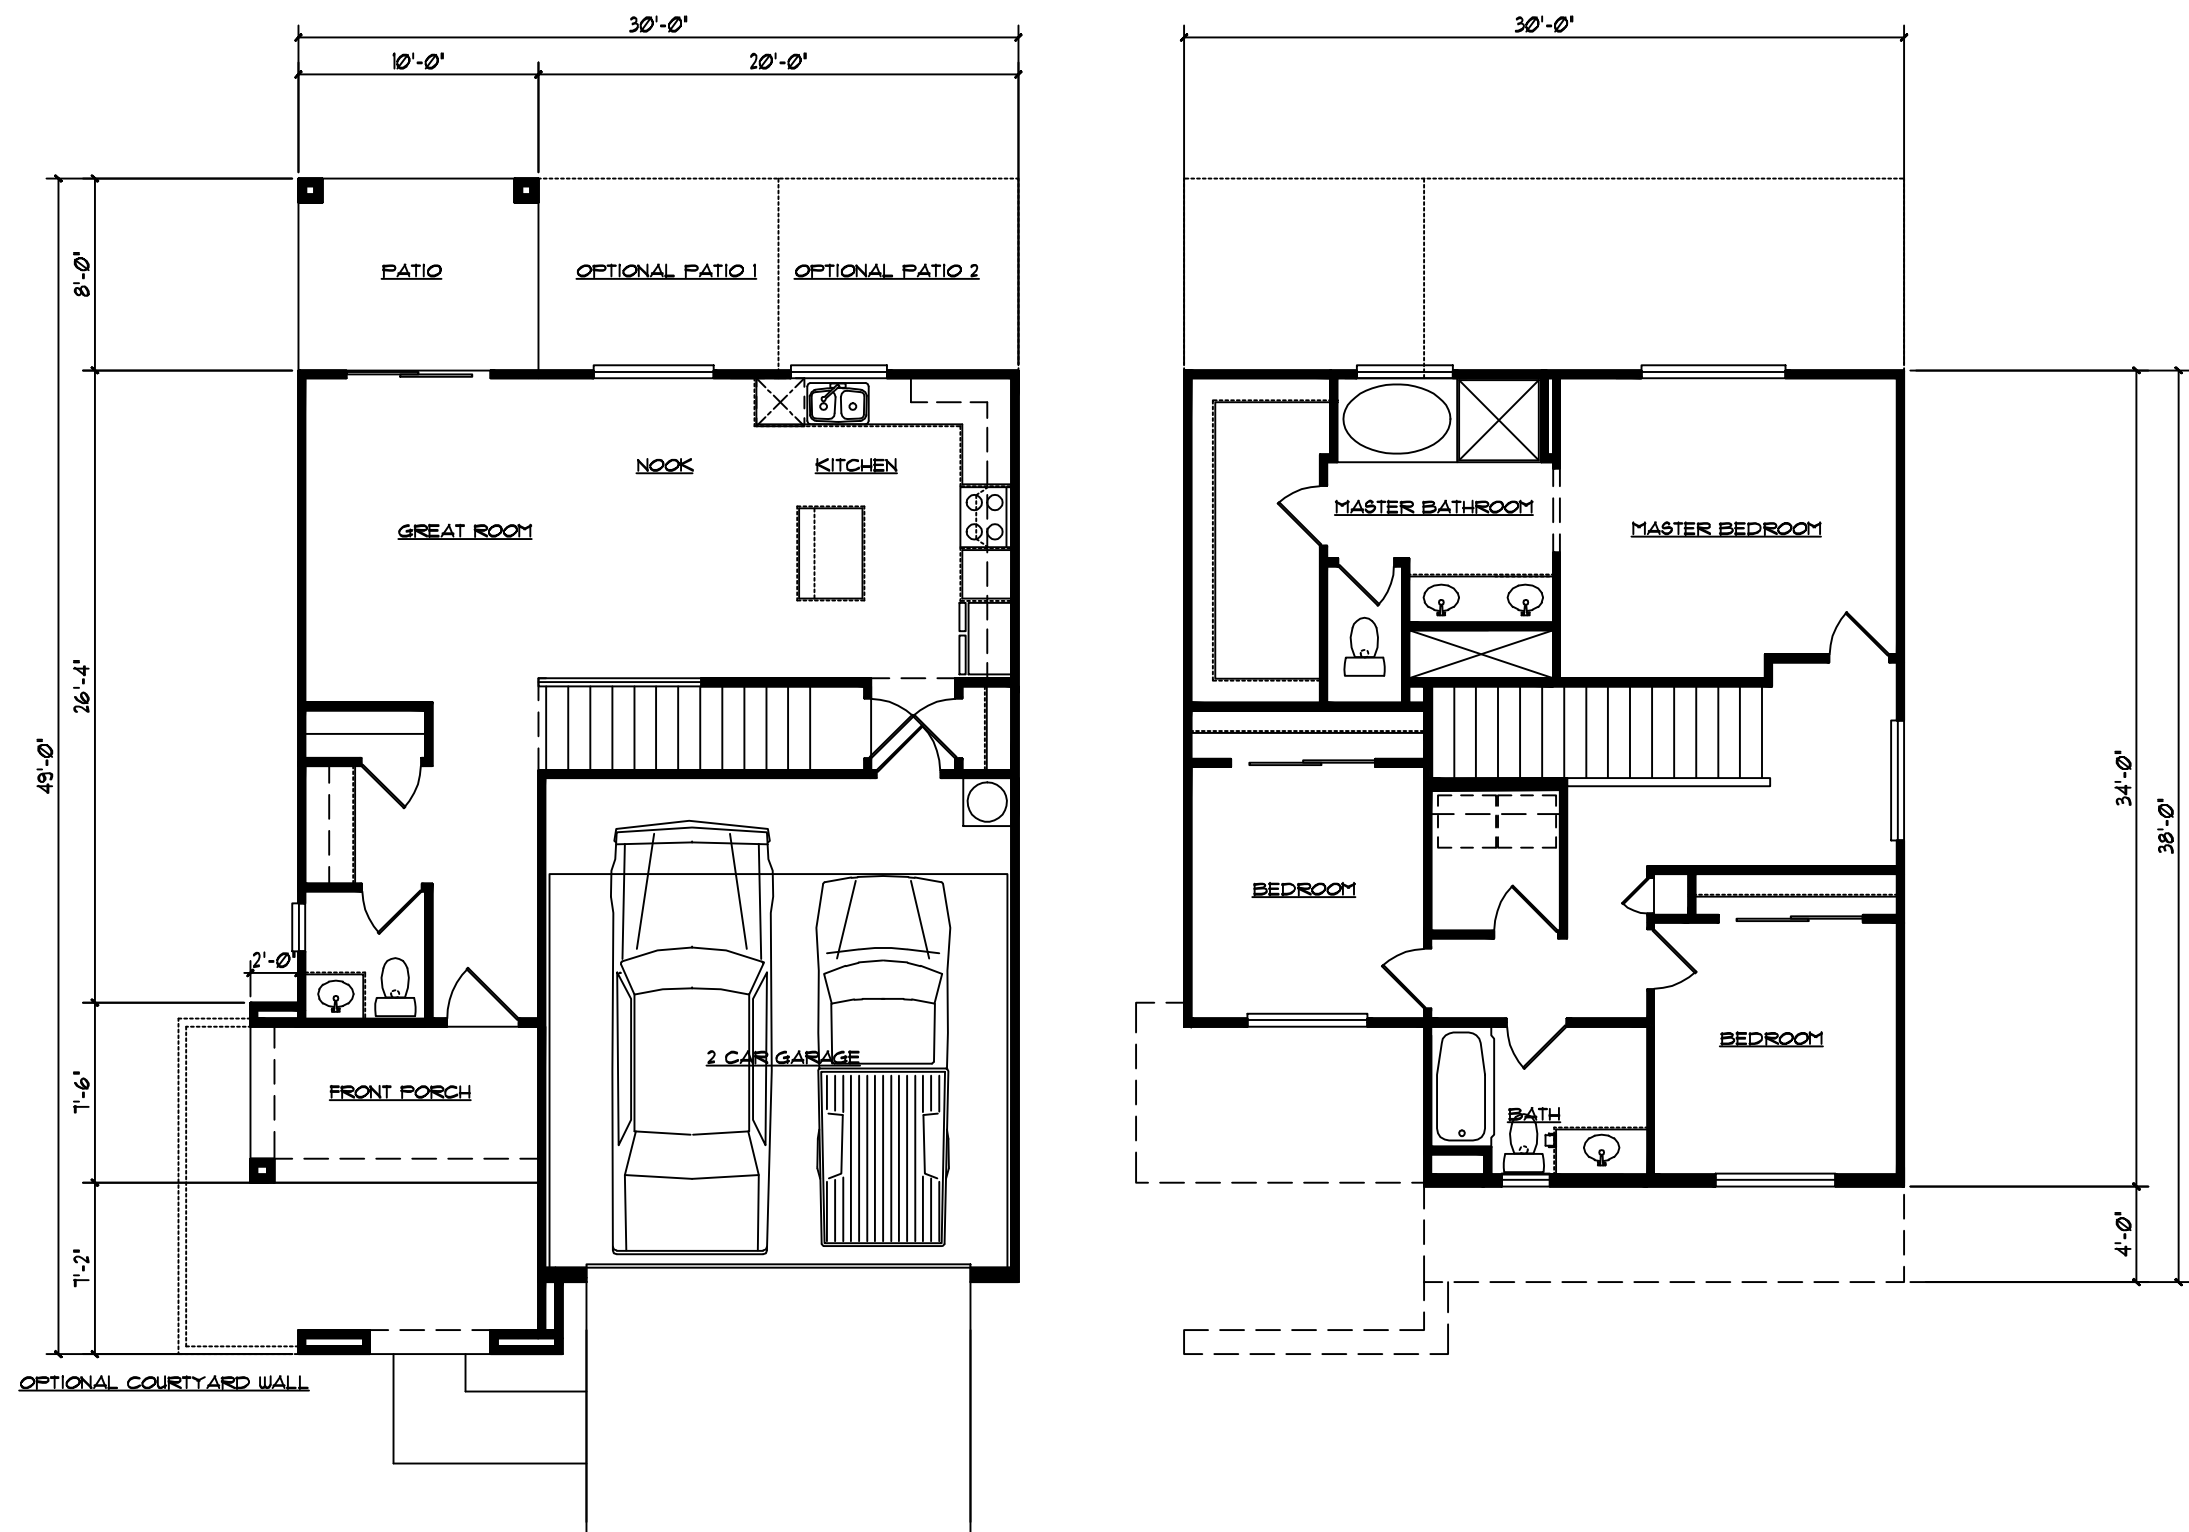 30'-0"
30'-0"
10'-0"
20'-0"
8'-0"
PATIO
OPTIONAL PATIO 1
OPTIONAL PATIO 2
NOOK
KITCHEN
GREAT ROOM
MASTER BATHROOM
MASTER BEDROOM
26'-4"
49'-0"
34'-0"
38'-0"
BEDROOM
2'-0"
BEDROOM
2 CAR GARAGE
7'-6"
FRONT PORCH
BATH
4'-0"
7'-2"
OPTIONAL COURTYARD WALL